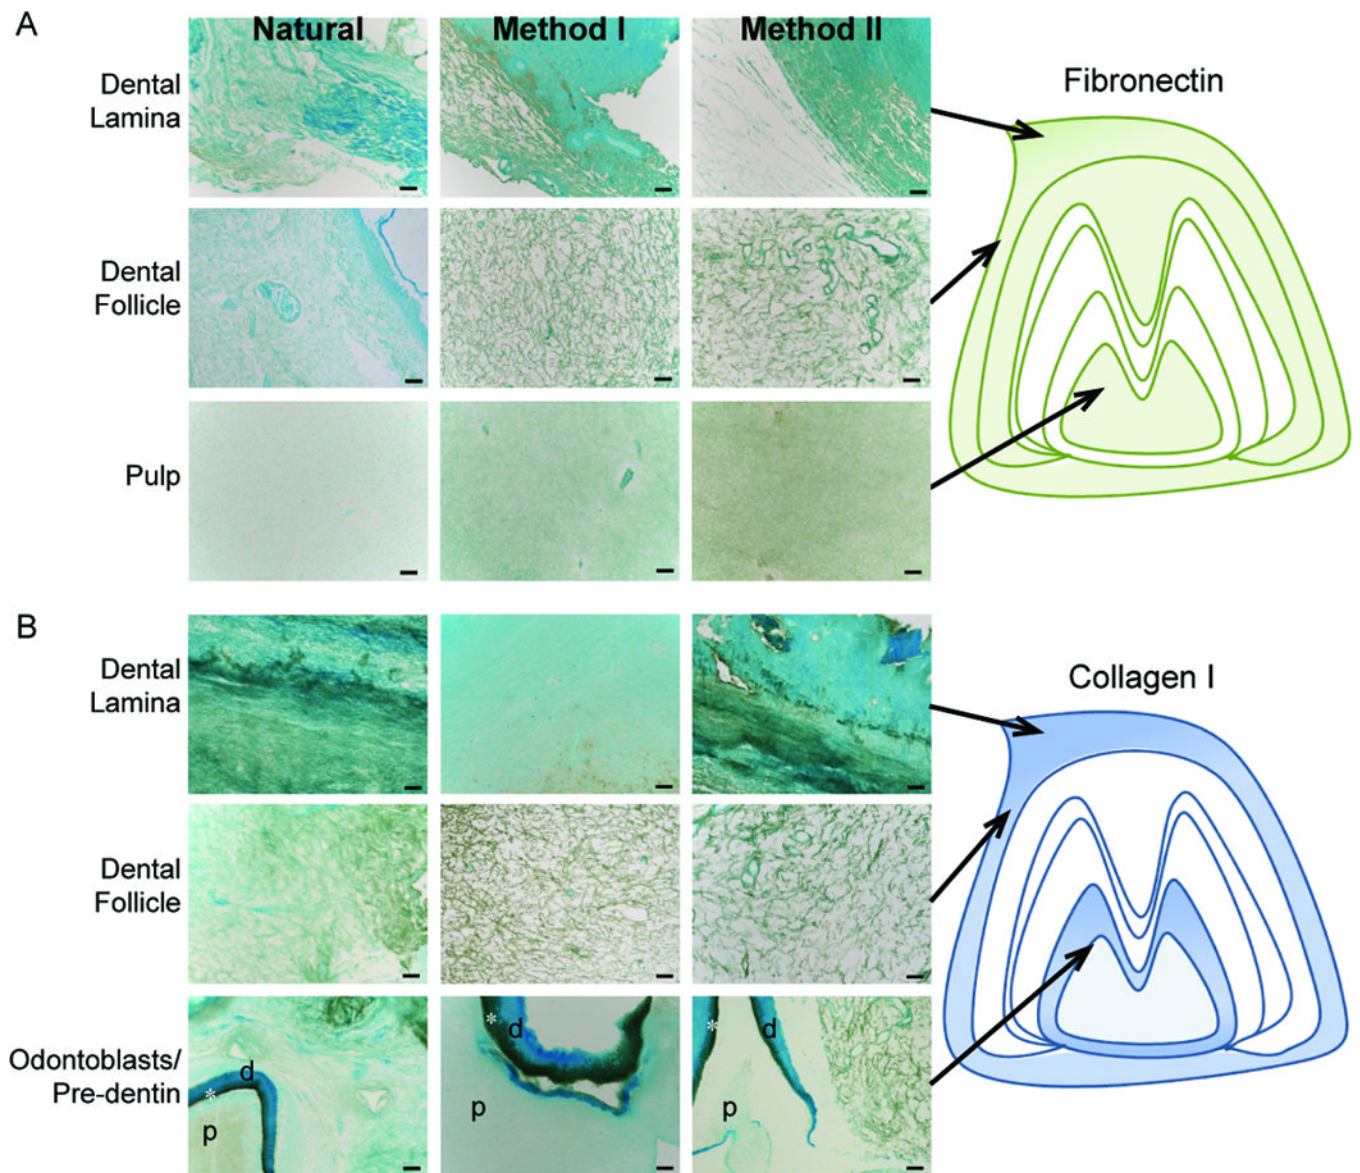 A
Natural
Method I
Method II
Dental
Lamina
Fibronectin
Dental
Follicle
Pulp
B
Dental
Lamina
Collagen I
Dental
Follicle
Odontoblasts/
Pre-dentin
*
d
p
*
d
p
*
d
p